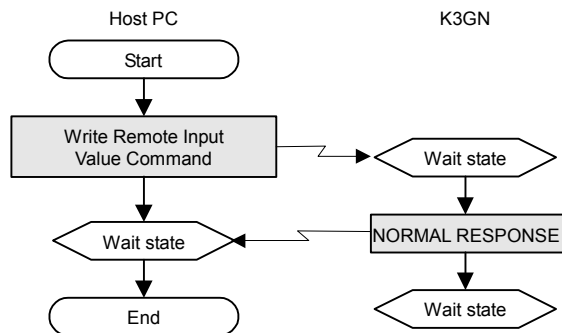 Host PC
K3GN
Start
Write Remote Input
Value Command
Wait state
Wait state
NORMAL RESPONSE
Wait state
End